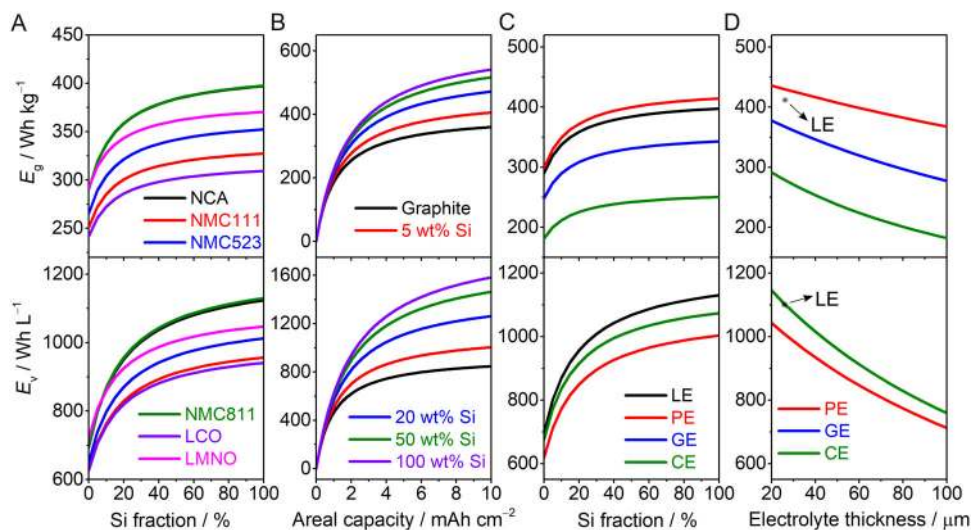 A
B
C
D
E_g / Wh kg⁻¹
450
400
350
300
250
NCA
NMC111
NMC523
600
400
200
0
Graphite
5 wt% Si
500
400
300
200
500
400
300
200
LE
E_v / Wh L⁻¹
1200
1000
800
600
NMC811
LCO
LMNO
1600
1200
800
400
0
20 wt% Si
50 wt% Si
100 wt% Si
1200
1000
800
600
LE
PE
GE
CE
1200
1000
800
600
LE
PE
GE
CE
0 20 40 60 80 100
0 2 4 6 8 10
0 20 40 60 80 100
20 40 60 80 100
Si fraction / %
Areal capacity / mAh cm⁻²
Si fraction / %
Electrolyte thickness / μm